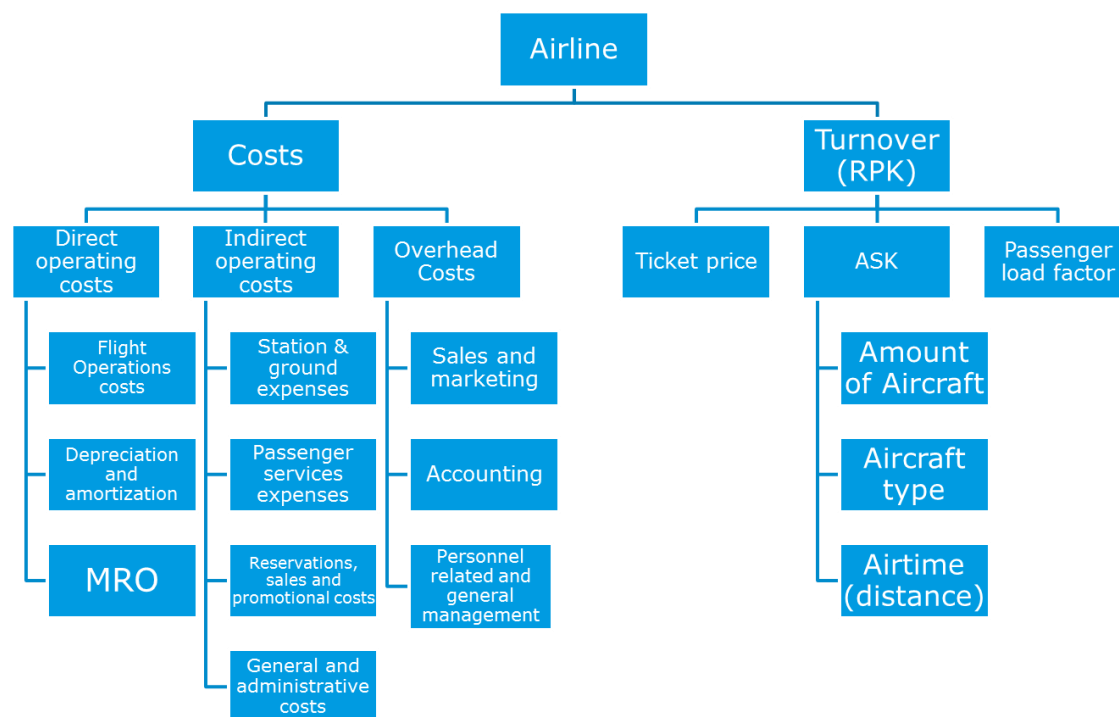 Airline
Costs
Turnover
(RPK)
Direct
operating
costs
Indirect
operating
costs
Overhead
Costs
Ticket price
ASK
Passenger
load factor
Flight
Operations
costs
Station &
ground
expenses
Sales and
marketing
Amount
of Aircraft
Depreciation
and
amortization
Passenger
services
expenses
Accounting
Aircraft
type
MRO
Reservations,
sales and
promotional costs
Personnel
related and
general
management
Airtime
(distance)
General and
administrative
costs